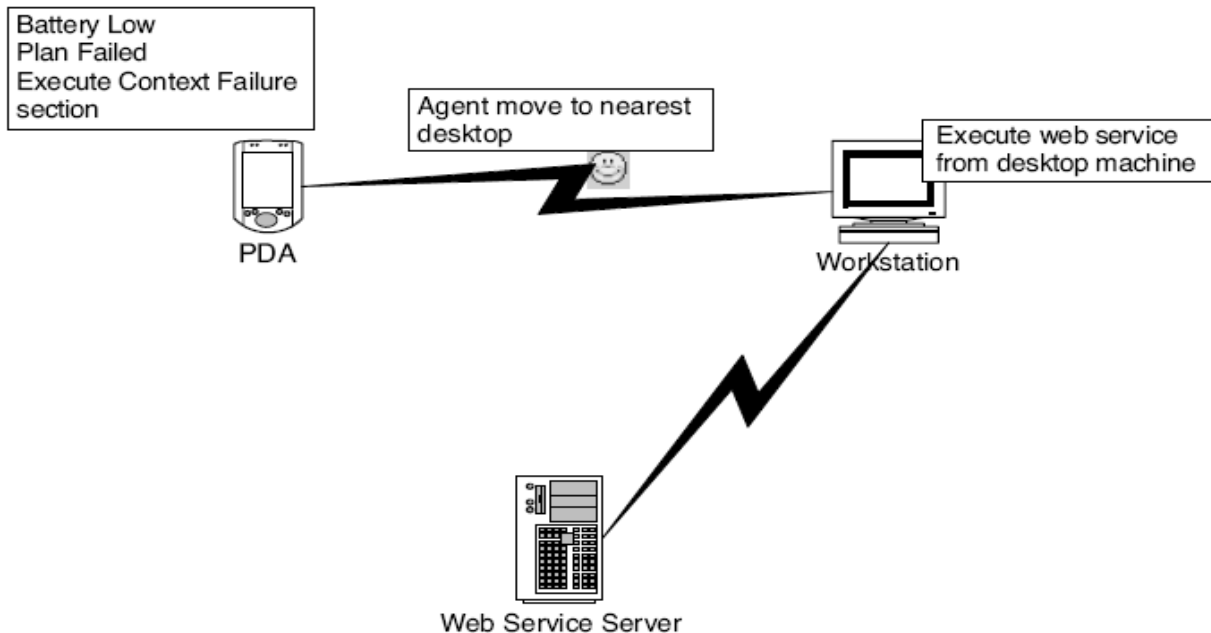 Battery Low
Plan Failed
Execute Context Failure
section
Agent move to nearest
desktop
Execute web service
from desktop machine
PDA
Workstation
Web Service Server